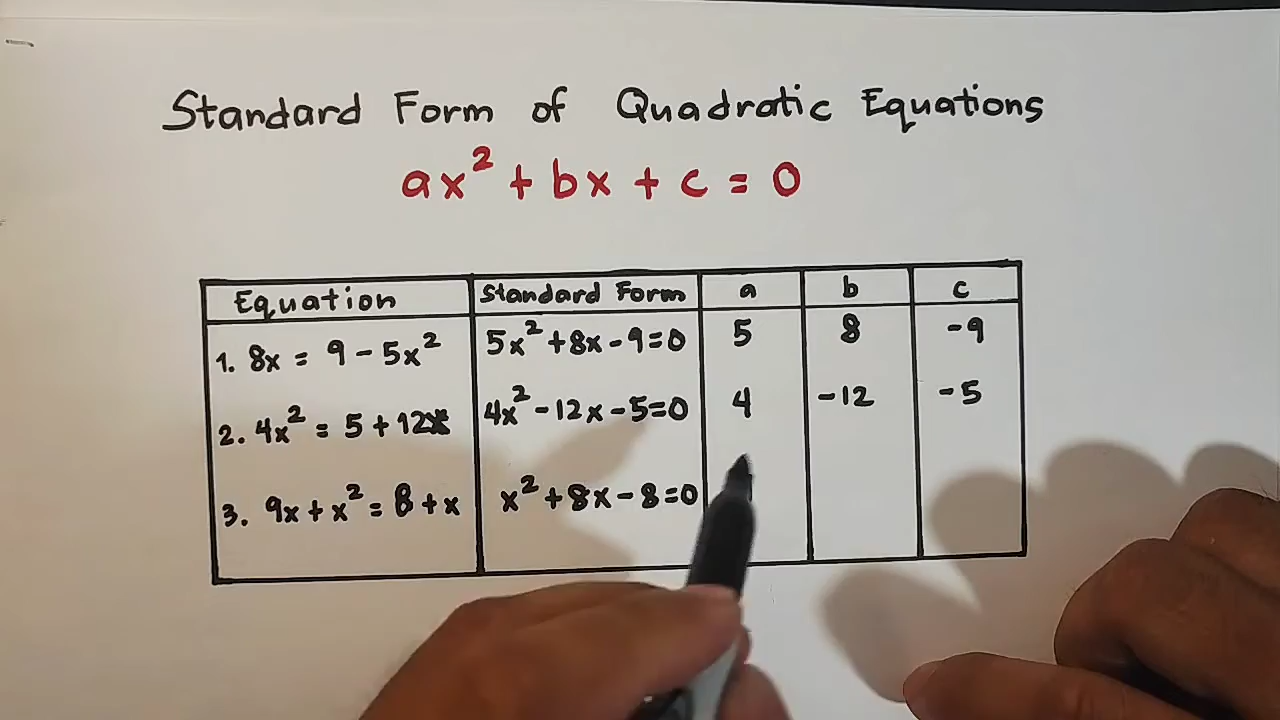 Standard Form of Quadratic Equations
ax² + bx + c = 0
Equation Standard Form a b c
1. 8x = 9 - 5x² 5x² + 8x - 9 = 0 5 8 -9
2. 4x² = 5 + 12x 4x² - 12x - 5 = 0 4 -12 -5
3. 9x + x² = 8 + x x² + 8x - 8 = 0